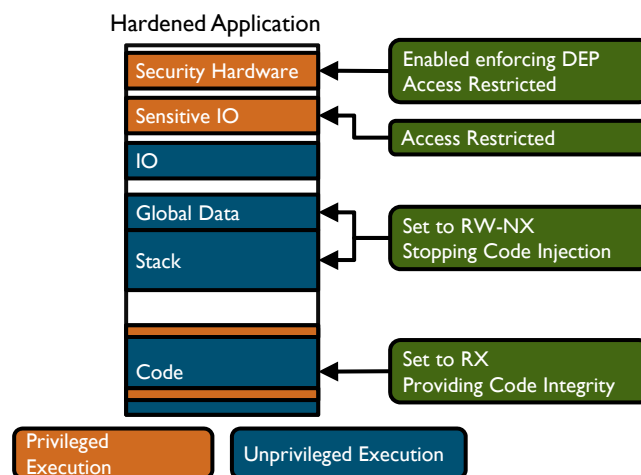 Hardened Application
Security Hardware
Enabled enforcing DEP
Access Restricted
Sensitive IO
Access Restricted
IO
Global Data
Stack
Set to RW-NX
Stopping Code Injection
Code
Set to RX
Providing Code Integrity
Privileged
Execution
Unprivileged Execution